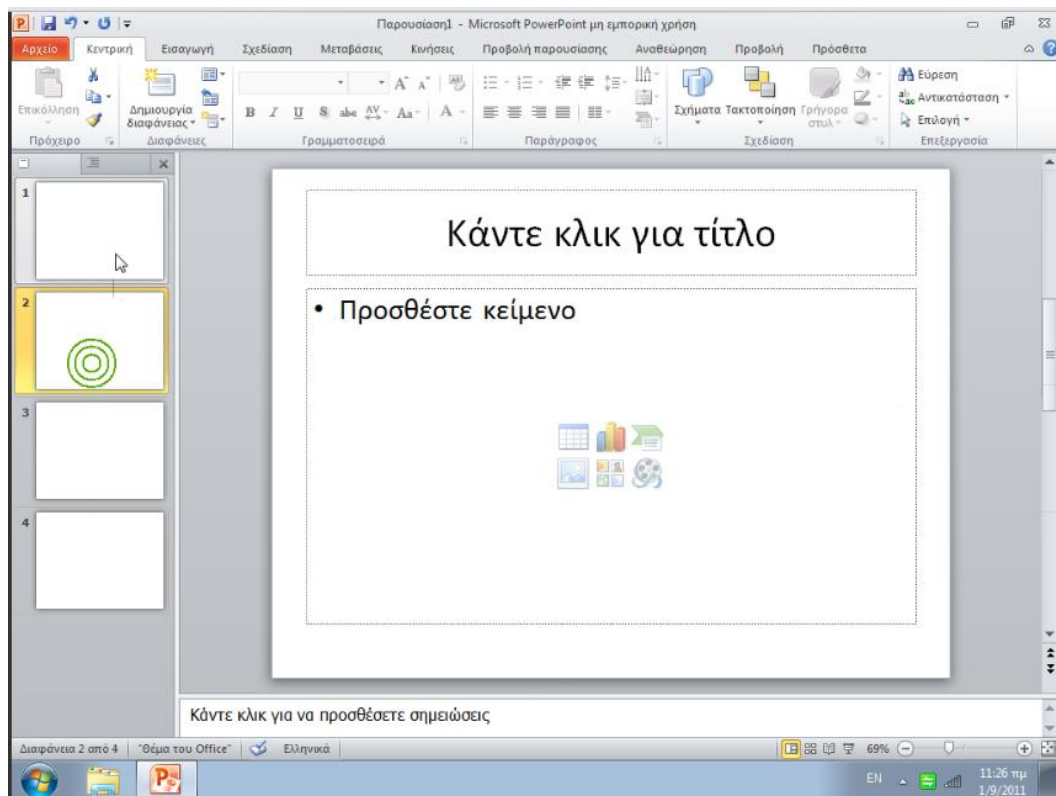 Παρουσίαση1 - Microsoft PowerPoint μη εμπορική χρήση
Αρχείο Κεντρική Εισαγωγή Σχεδίαση Μεταβάσεις Κινήσεις Προβολή παρουσίασης Αναθεώρηση Προβολή Πρόσθετα
Επικόλληση
Δημιουργία διαφάνειας
Σχήματα Τακτοποίηση Γρήγορα στυλ
Εύρεση
Αντικατάσταση
Επιλογή
Πρόχειρο Διαφάνειες Γραμματοσειρά Παράγραφος Σχεδίαση Επεξεργασία
1
2
3
4
Κάντε κλικ για τίτλο
• Προσθέστε κείμενο
Κάντε κλικ για να προσθέσετε σημειώσεις
Διαφάνεια 2 από 4 "Θέμα του Office" Ελληνικά 69%
EN 11:26 πμ
1/9/2011